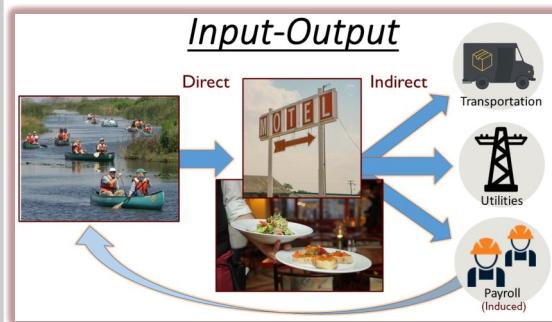 Input-Output
Direct
Indirect
MOTEL
Transportation
Utilities
Payroll
(Induced)